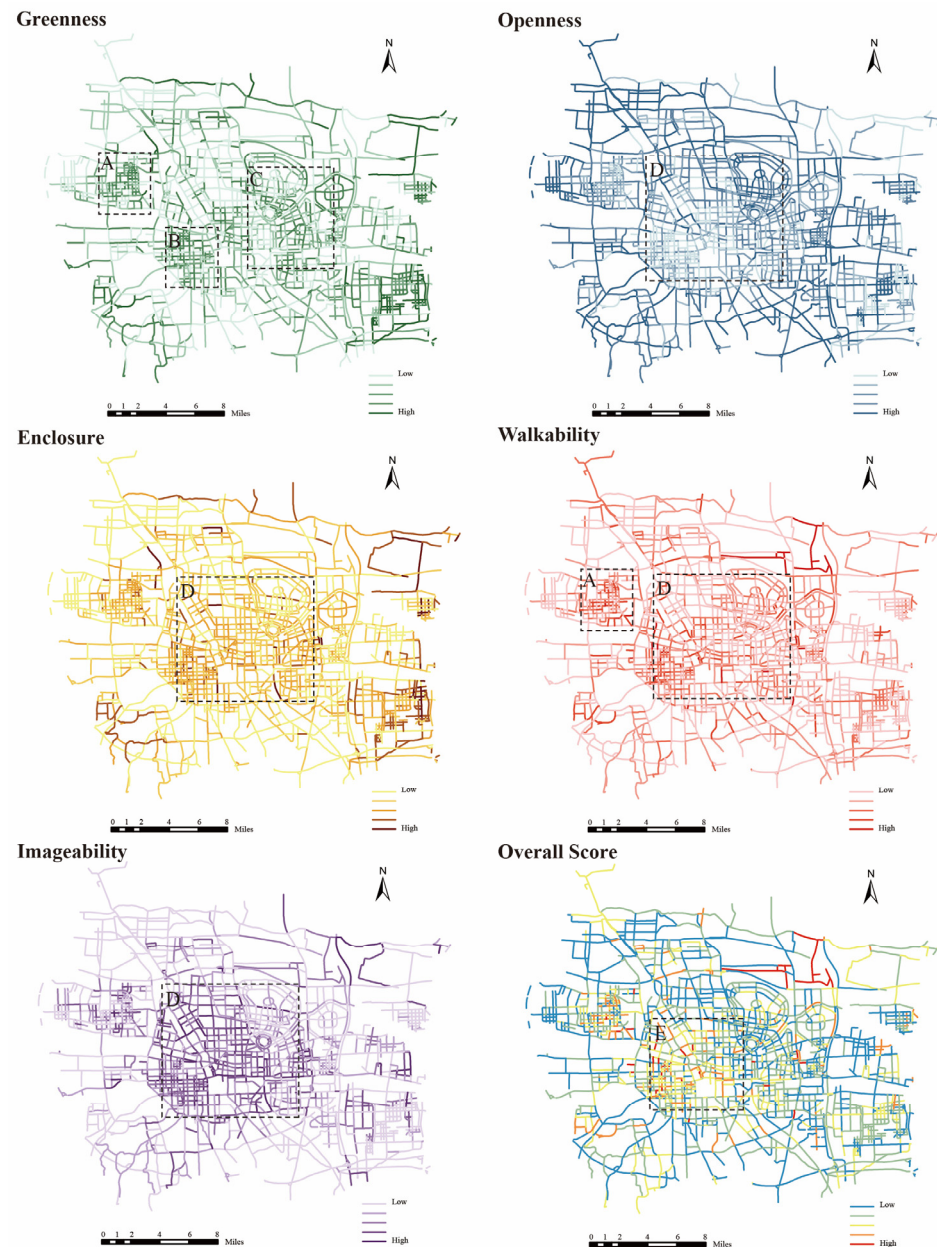 Greenness
Openness
N
N
A
C
B
D
Low
High
0 1 2 4 6 8
Miles
Low
High
0 1 2 4 6 8
Miles
Enclosure
Walkability
N
N
D
A
D
Low
High
0 1 2 4 6 8
Miles
Low
High
0 1 2 4 6 8
Miles
Imageability
Overall Score
N
N
D
E
Low
High
0 1 2 4 6 8
Miles
Low
High
0 1 2 4 6 8
Miles